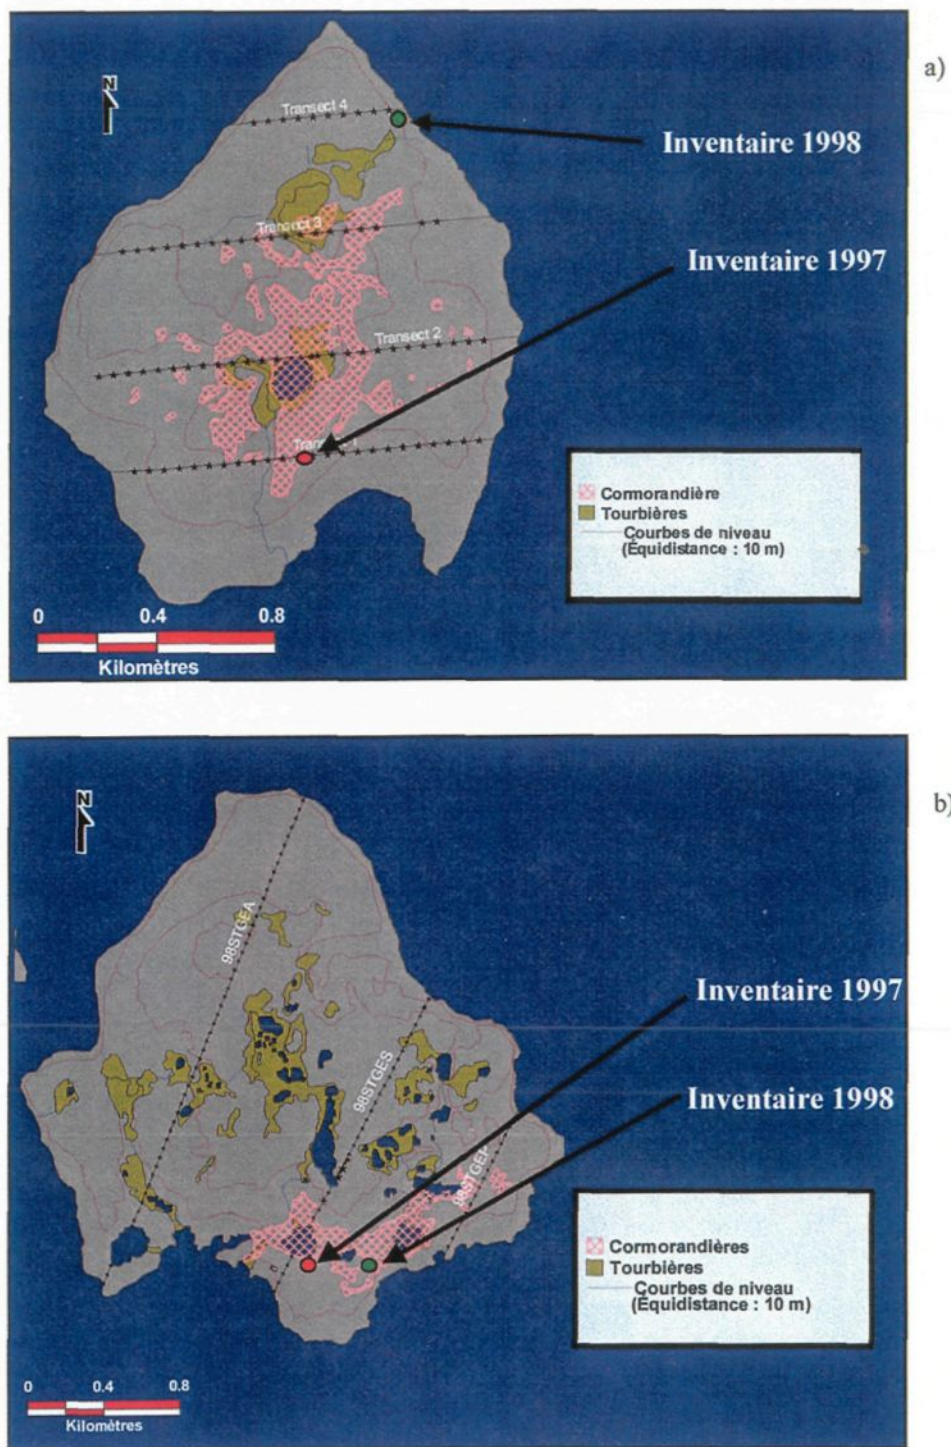 a)
N
Transect 4
Inventaire 1998
Transect 3
Inventaire 1997
Transect 2
Cormorandière
Tourbières
Courbes de niveau
(Équidistance : 10 m)
0 0.4 0.8
Kilomètres
b)
N
98STGEA
Inventaire 1997
98STGES
Inventaire 1998
Cormorandières
Tourbières
Courbes de niveau
(Équidistance : 10 m)
0 0.4 0.8
Kilomètres